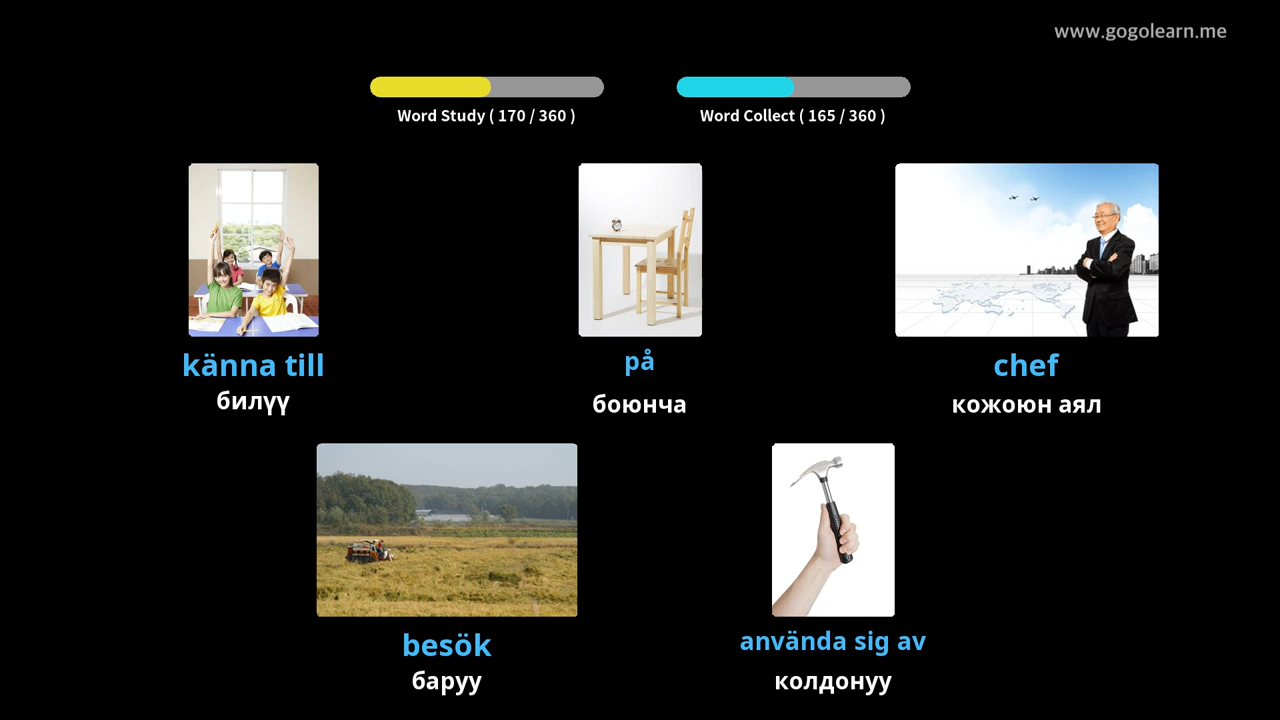 www.gogolearn.me
Word Study ( 170 / 360 )
Word Collect ( 165 / 360 )
känna till
билүү
på
боюнча
chef
кожоюн аял
besök
баруу
använda sig av
колдонуу